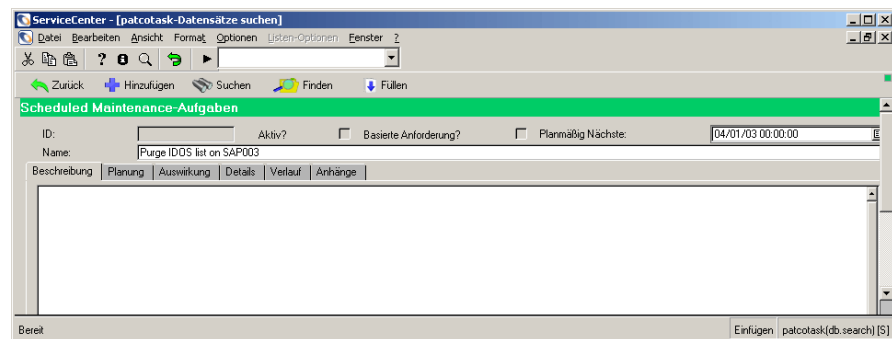 ServiceCenter - [patcotask-Datensätze suchen]
Datei Bearbeiten Ansicht Format Optionen Listen-Optionen Fenster ?
Zurück Hinzufügen Suchen Finden Füllen
Scheduled Maintenance-Aufgaben
ID: Aktiv? Basierte Anforderung? Planmäßig Nächste: 04/01/03 00:00:00
Name: Purge IDOS list on SAP003
Beschreibung Planung Auswirkung Details Verlauf Anhänge
Bereit Einfügen patcotask(db.search) [S]